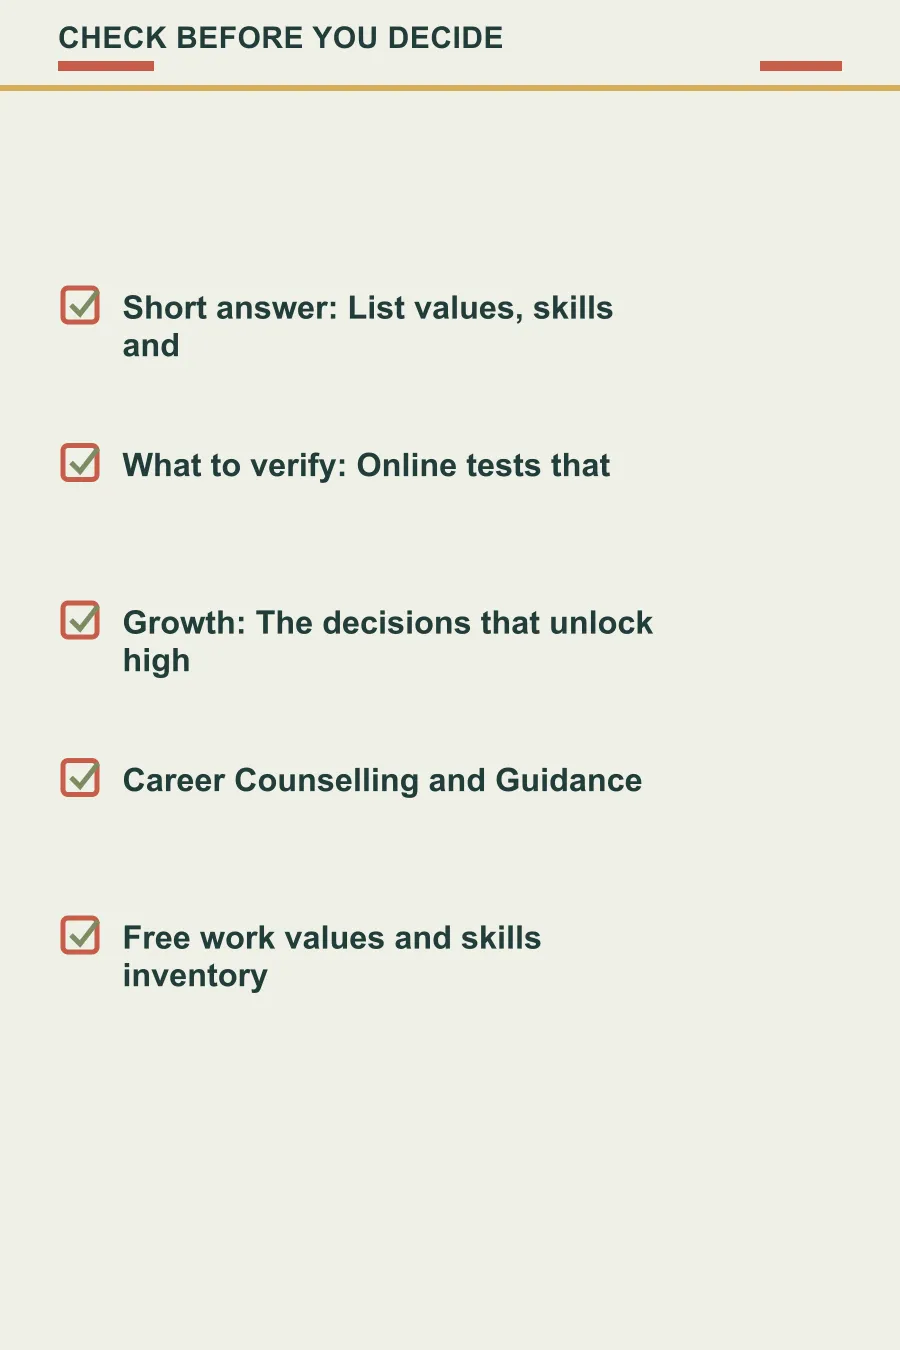 CHECK BEFORE YOU DECIDE
Short answer: List values, skills
and
What to verify: Online tests that
Growth: The decisions that unlock
high
Career Counselling and Guidance
Free work values and skills
inventory